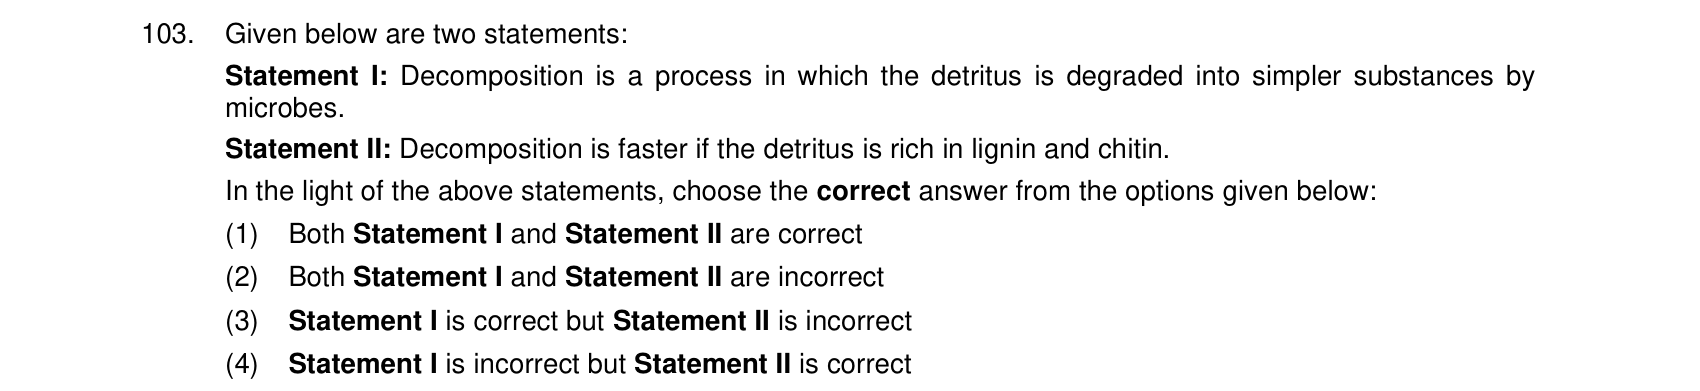 103. Given below are two statements:
Statement I: Decomposition is a process in which the detritus is degraded into simpler substances by
microbes.
Statement II: Decomposition is faster if the detritus is rich in lignin and chitin.
In the light of the above statements, choose the correct answer from the options given below:
(1) Both Statement I and Statement II are correct
(2) Both Statement I and Statement II are incorrect
(3) Statement I is correct but Statement II is incorrect
(4) Statement I is incorrect but Statement II is correct